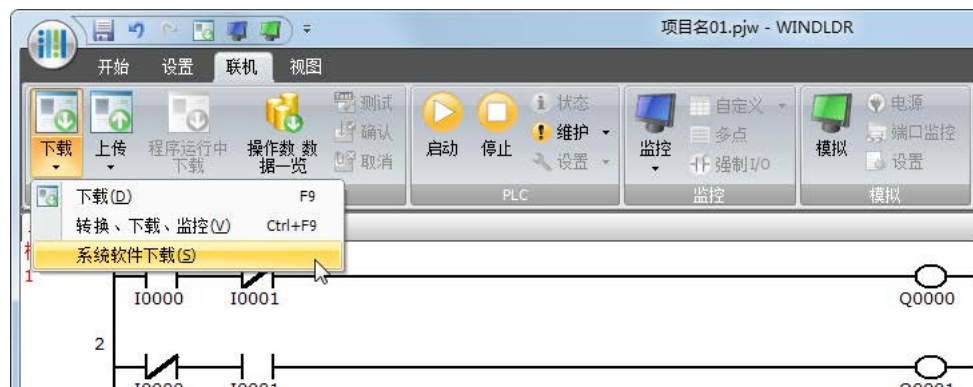 项目名01.pjw - WINDLDR
开始 设置 联机 视图
下载 上传 程序运行中下载 操作数 数据一览 测试 确认 取消
启动 停止 状态 维护 设置
PLC
监控 自定义 多点 强制I/O
监控
模拟 电源 端口监控 设置
模拟
下载(D) F9
转换、下载、监控(V) Ctrl+F9
系统软件下载(S)
1
I0000 I0001 Q0000
2
I0000 I0001 Q0001